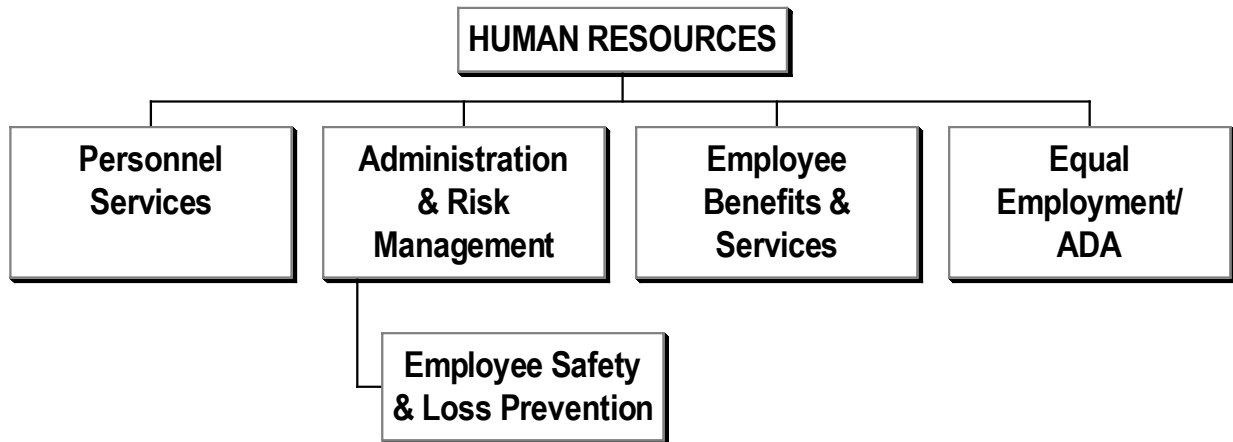 HUMAN RESOURCES
Personnel
Services
Administration
& Risk
Management
Employee
Benefits &
Services
Equal
Employment/
ADA
Employee Safety
& Loss Prevention